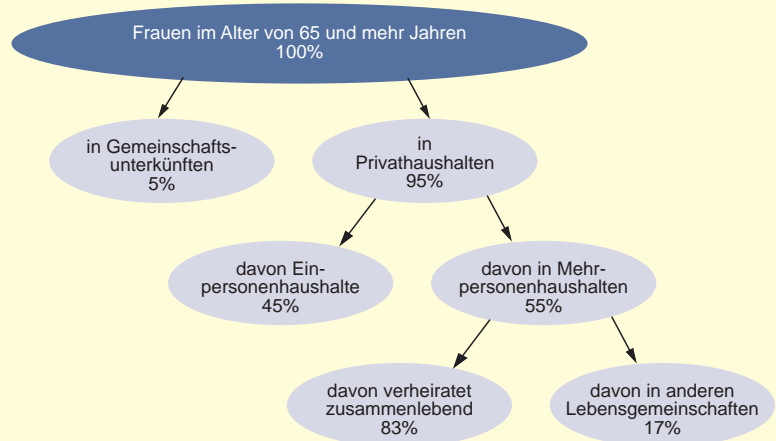 Frauen im Alter von 65 und mehr Jahren
100%
in Gemeinschafts-
unterkünften
5%
in
Privathaushalten
95%
davon Ein-
personenhaushalte
45%
davon in Mehr-
personenhaushalten
55%
davon verheiratet
zusammenlebend
83%
davon in anderen
Lebensgemeinschaften
17%